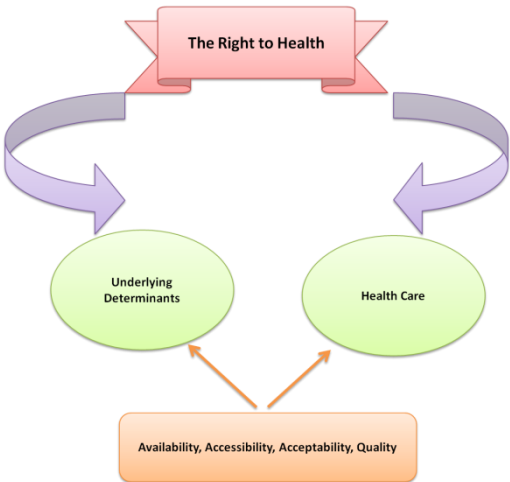 The Right to Health
Underlying
Determinants
Health Care
Availability, Accessibility, Acceptability, Quality